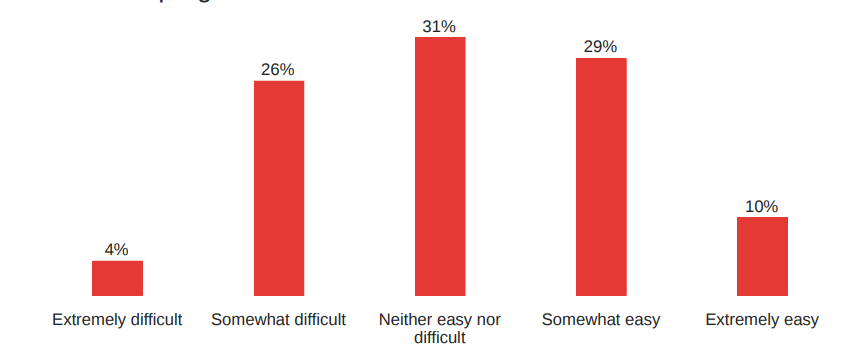 31%
29%
26%
10%
4%
Extremely difficult
Somewhat difficult
Neither easy nor
difficult
Somewhat easy
Extremely easy